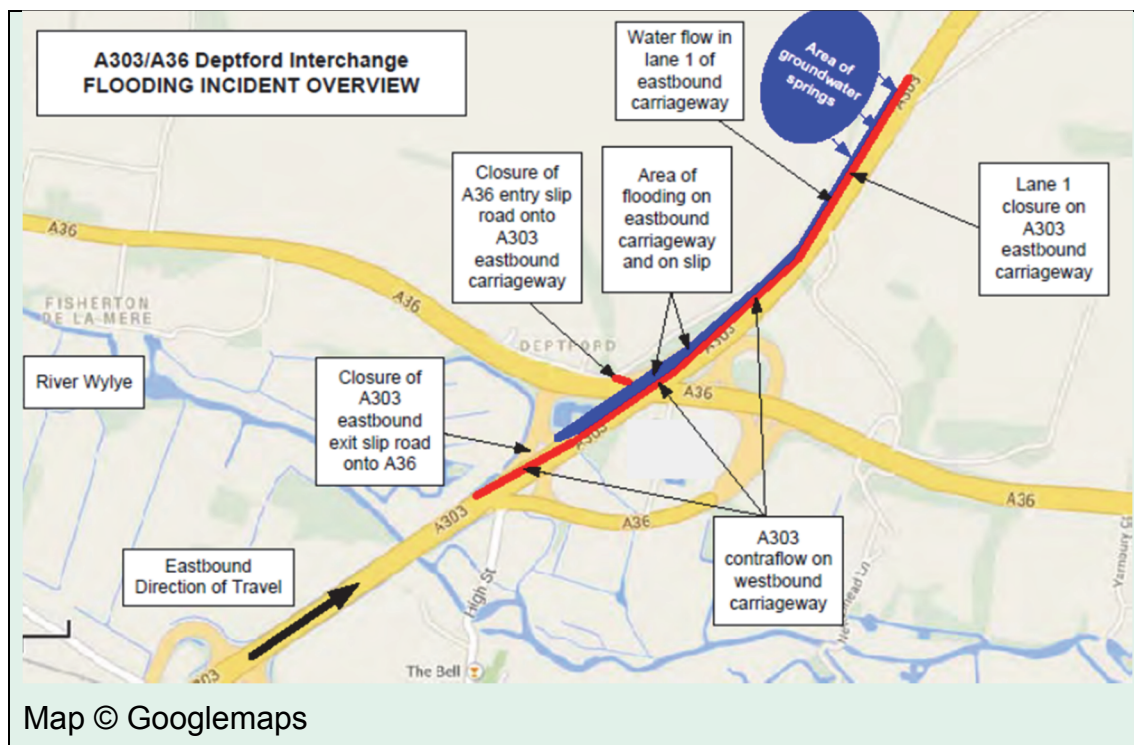 A303/A36 Deptford Interchange
FLOODING INCIDENT OVERVIEW
Water flow in
lane 1 of
eastbound
carriageway
Area of
groundwater
springs
A303
Closure of
A36 entry slip
road onto
A303
eastbound
carriageway
Area of
flooding on
eastbound
carriageway
and on slip
Lane 1
closure on
A303
eastbound
carriageway
A36
A36
FISHERTON
DE LA MERE
DEPTFORD
A303
River Wylye
Closure of
A303
eastbound
exit slip road
onto A36
A36
A303
A36
A303
A36
A303
contraflow on
westbound
carriageway
Eastbound
Direction of Travel
High St
The Bell
Map © Googlemaps